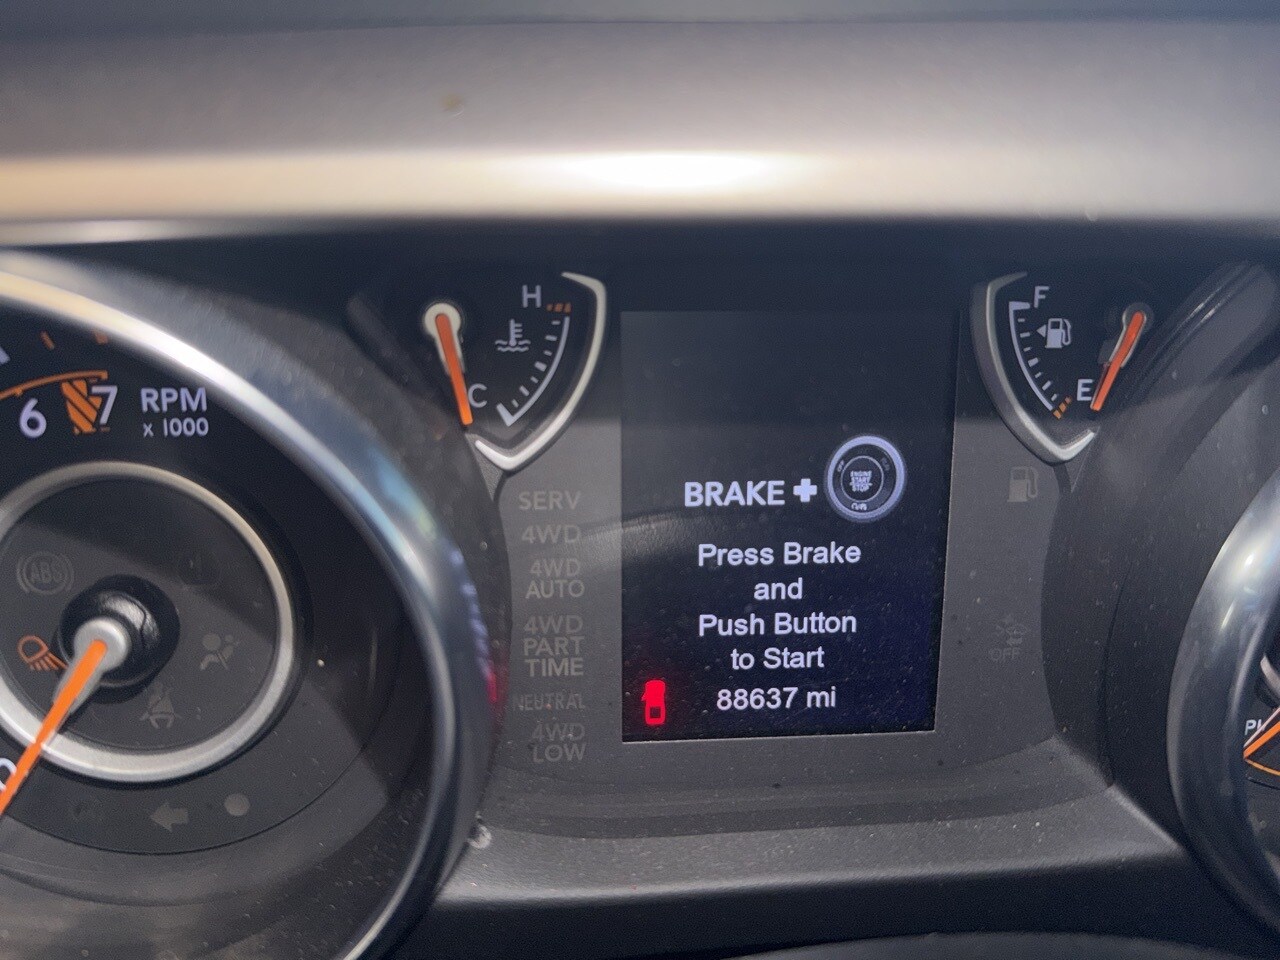 H
C
F
E
6 7 RPM
x 1000
SERV
4WD
4WD
AUTO
4WD
PART
TIME
NEUTRAL
4WD
LOW
BRAKE +
ENGINE
START
STOP
Press Brake
and
Push Button
to Start
88637 mi
ABS
OFF
0